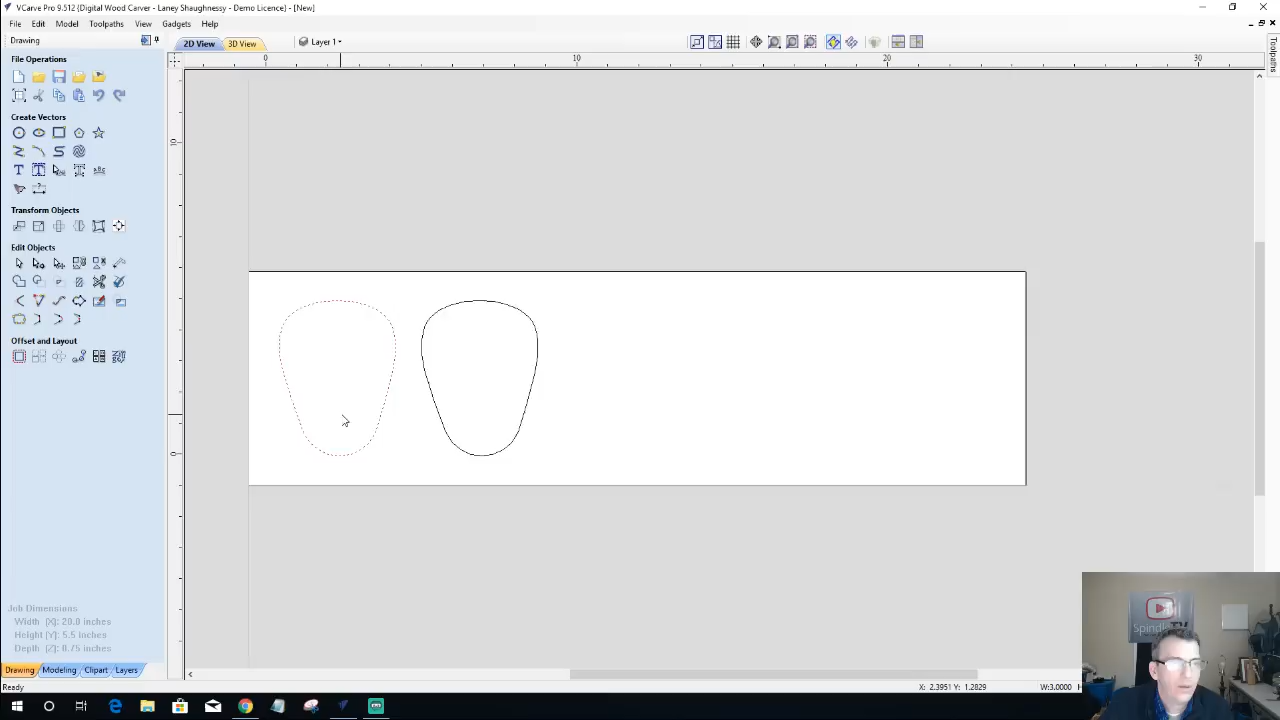 VCarve Pro 9.512 {Digital Wood Carver - Laney Shaughnessy - Demo Licence} - [New]
File Edit Model Toolpaths View Gadgets Help
Drawing
2D View 3D View Layer 1
Toolpaths
0 10 20 30
10
0
File Operations
Create Vectors
Transform Objects
Edit Objects
Offset and Layout
Job Dimensions
Width (X): 20.0 inches
Height (Y): 5.5 inches
Depth (Z): 0.75 inches
Drawing Modeling Clipart Layers
Ready
X: 2.3951 Y: 1.2829
W:3.0000